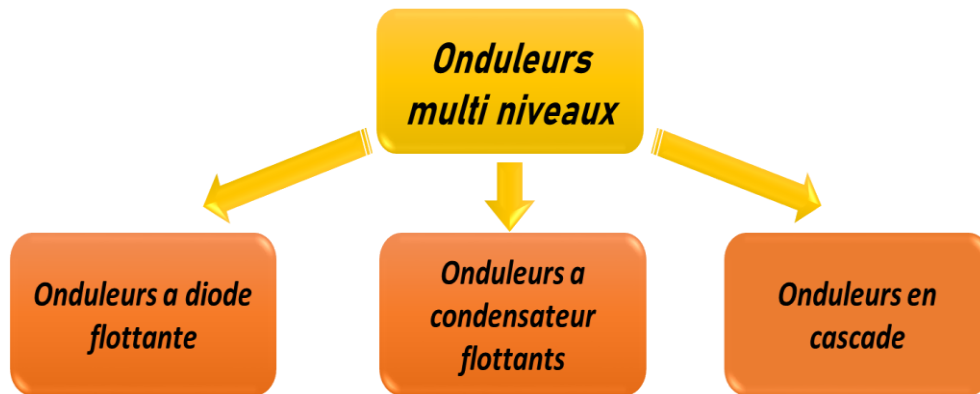 Onduleurs
multi niveaux
Onduleurs a diode
flottante
Onduleurs a
condensateur
flottants
Onduleurs en
cascade